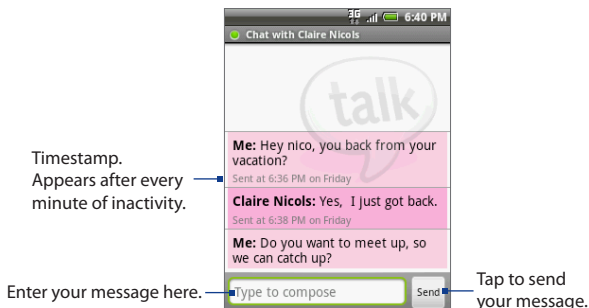 3G 6:40 PM
Chat with Claire Nicols
talk
Me: Hey nico, you back from your
vacation?
Sent at 6:36 PM on Friday
Claire Nicols: Yes, I just got back.
Sent at 6:38 PM on Friday
Me: Do you want to meet up, so
we can catch up?
Type to compose
Send
Timestamp.
Appears after every
minute of inactivity.
Enter your message here.
Tap to send
your message.